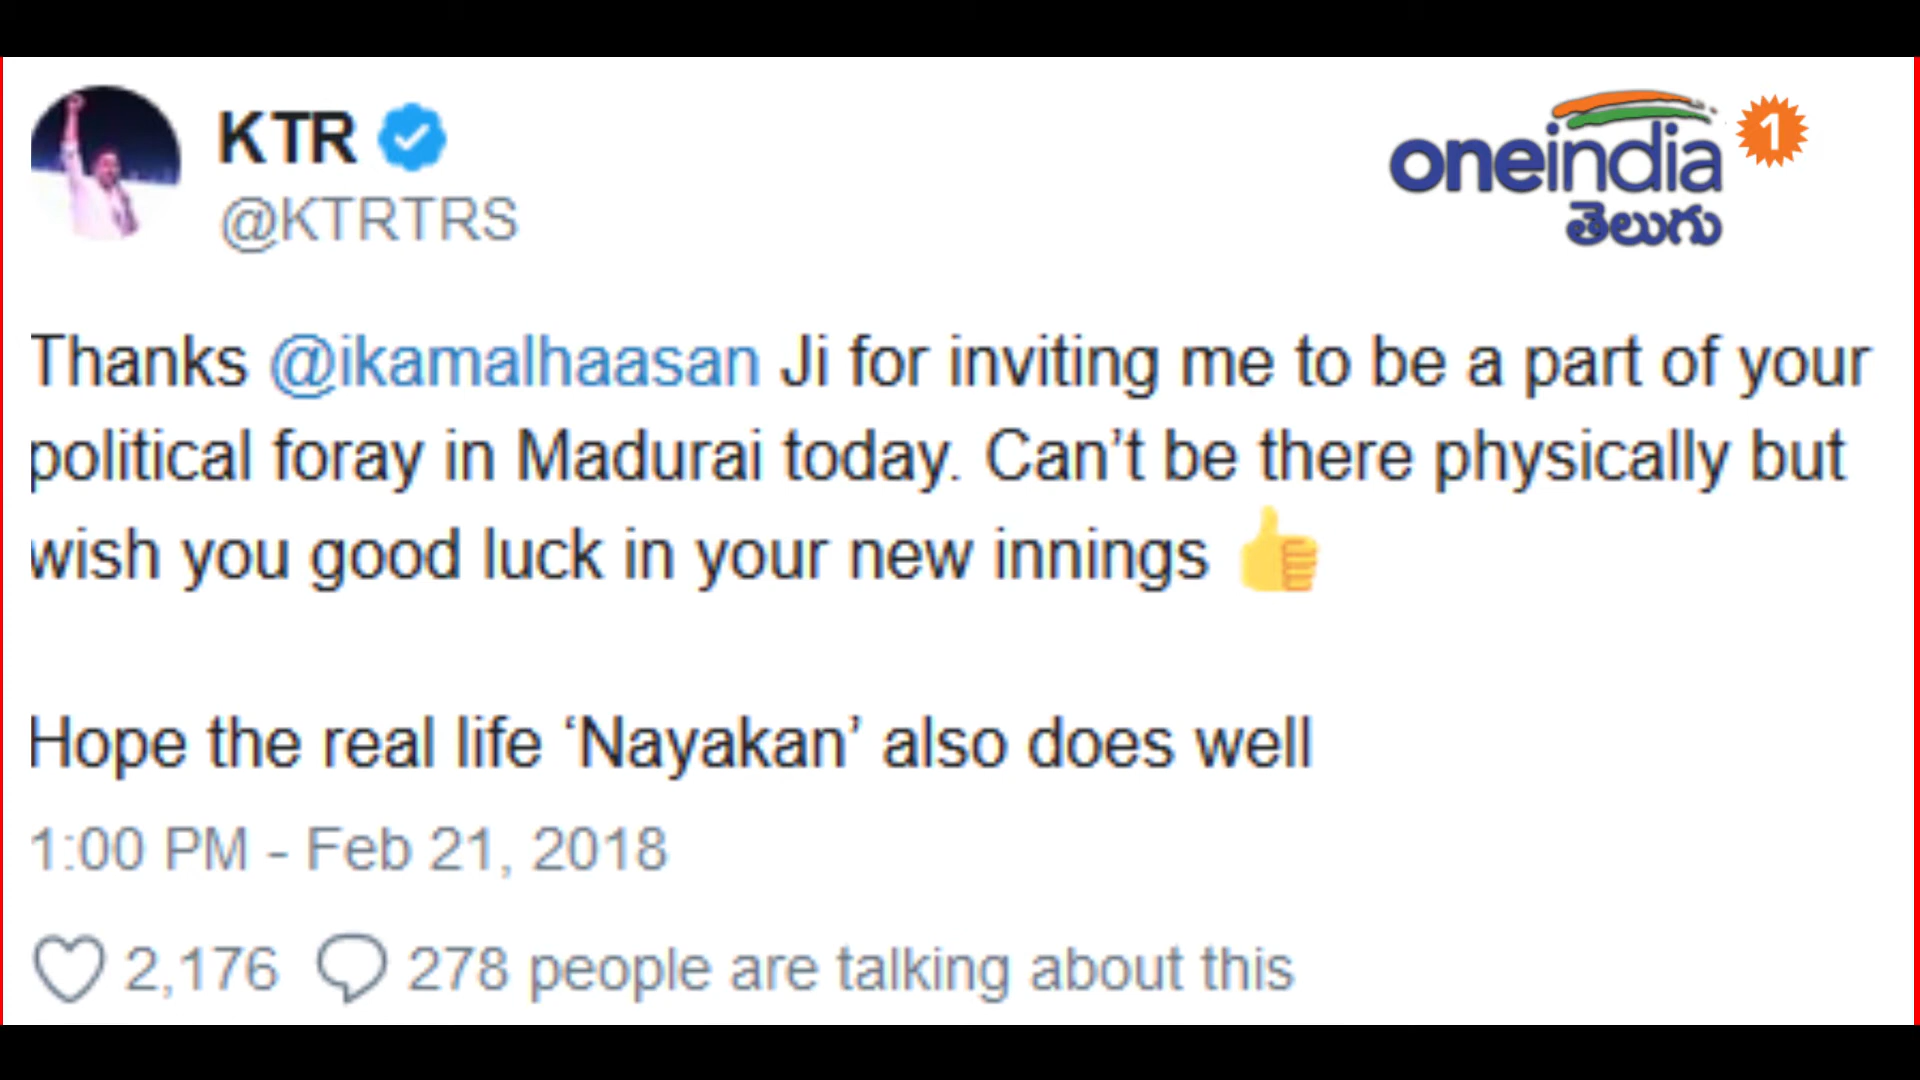 KTR
@KTRTRS
oneindia
1
తెలుగు
Thanks @ikamalhaasan Ji for inviting me to be a part of your
political foray in Madurai today. Can’t be there physically but
wish you good luck in your new innings 👍
Hope the real life ‘Nayakan’ also does well
1:00 PM - Feb 21, 2018
2,176 278 people are talking about this